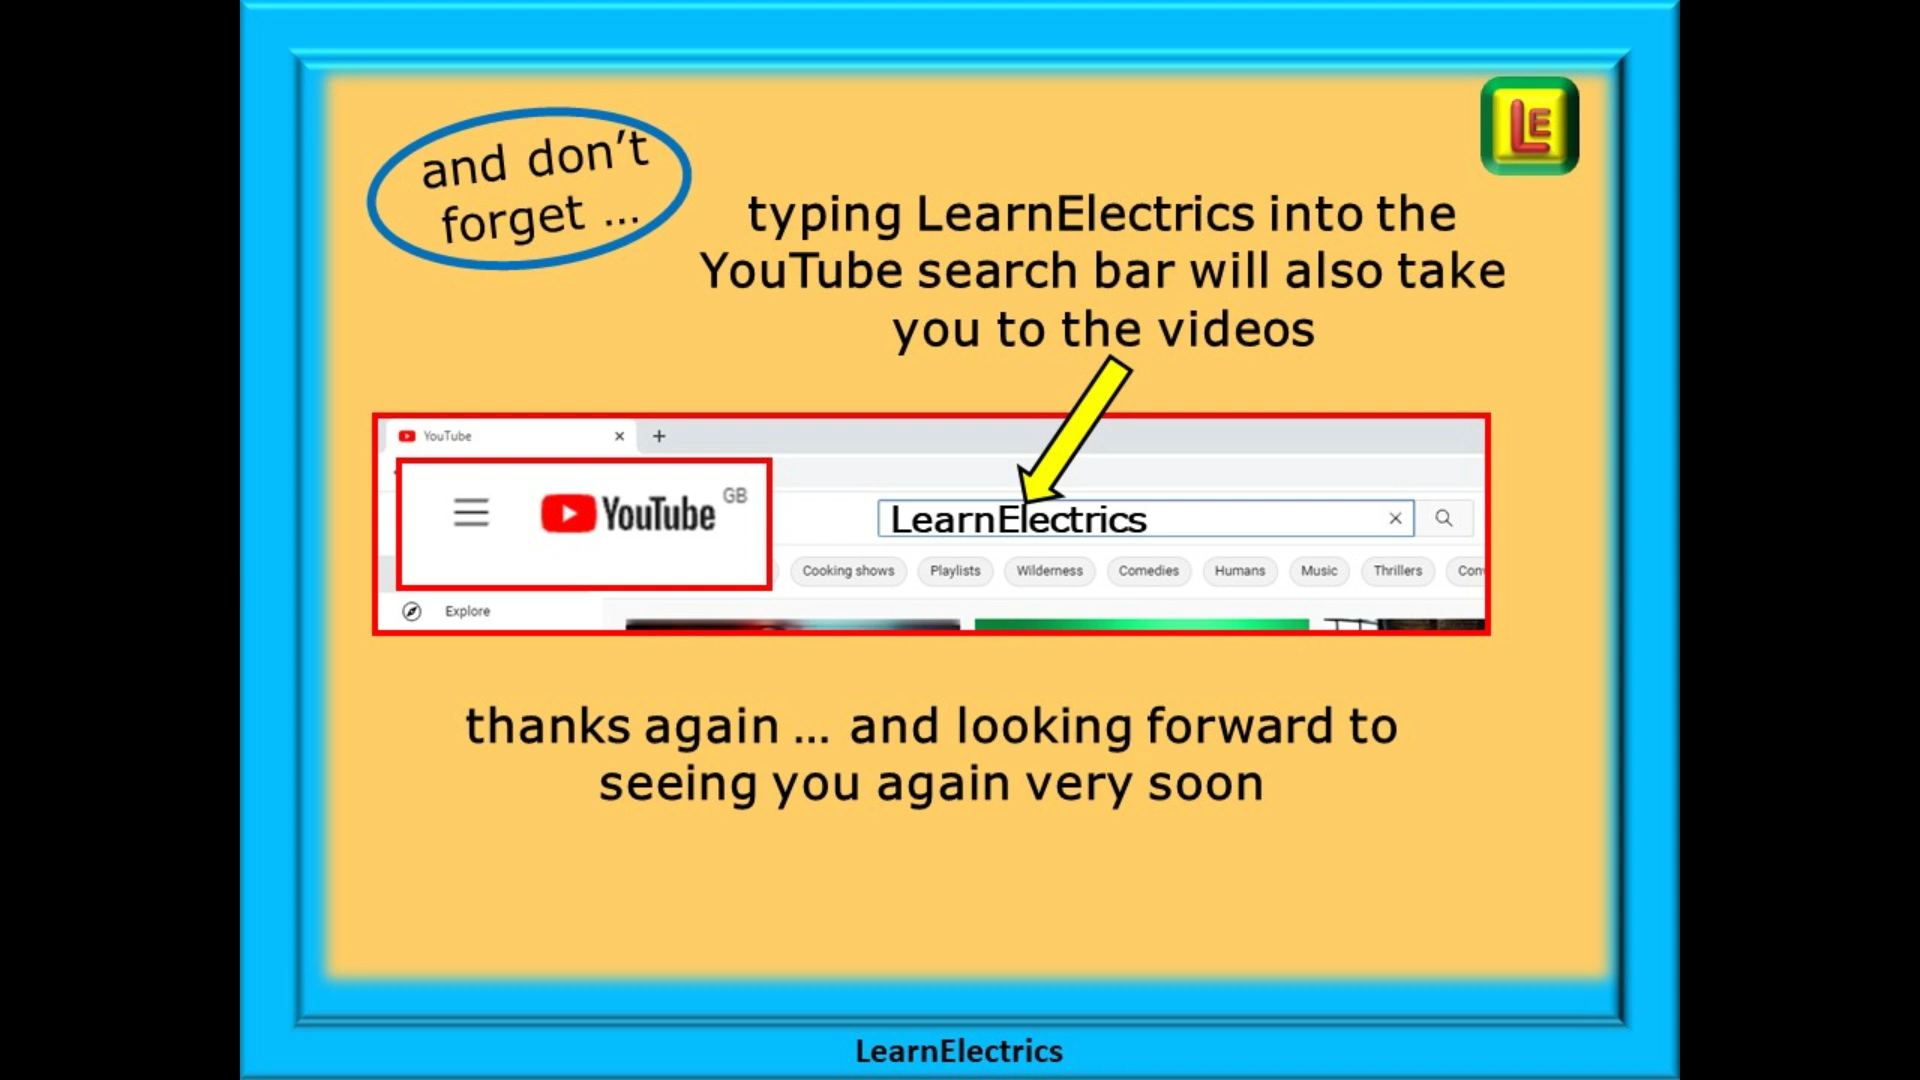 and don't
forget ...
LE
typing LearnElectrics into the
YouTube search bar will also take
you to the videos
YouTube
YouTube GB
LearnElectrics
Cooking shows Playlists Wilderness Comedies Humans Music Thrillers
Explore
thanks again ... and looking forward to
seeing you again very soon
LearnElectrics